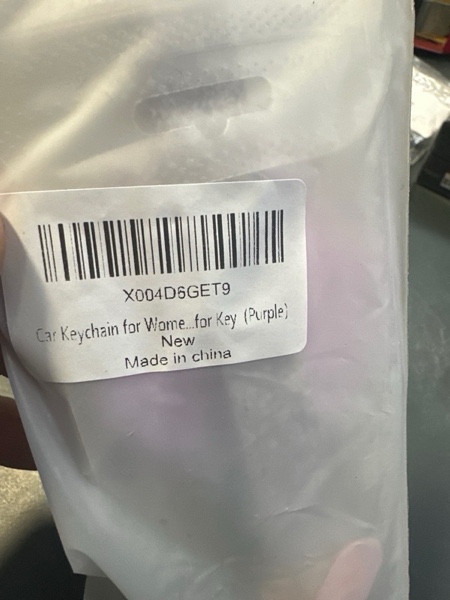 X004D6GET9
Car Keychain for Wome...for Key (Purple)
New
Made in china